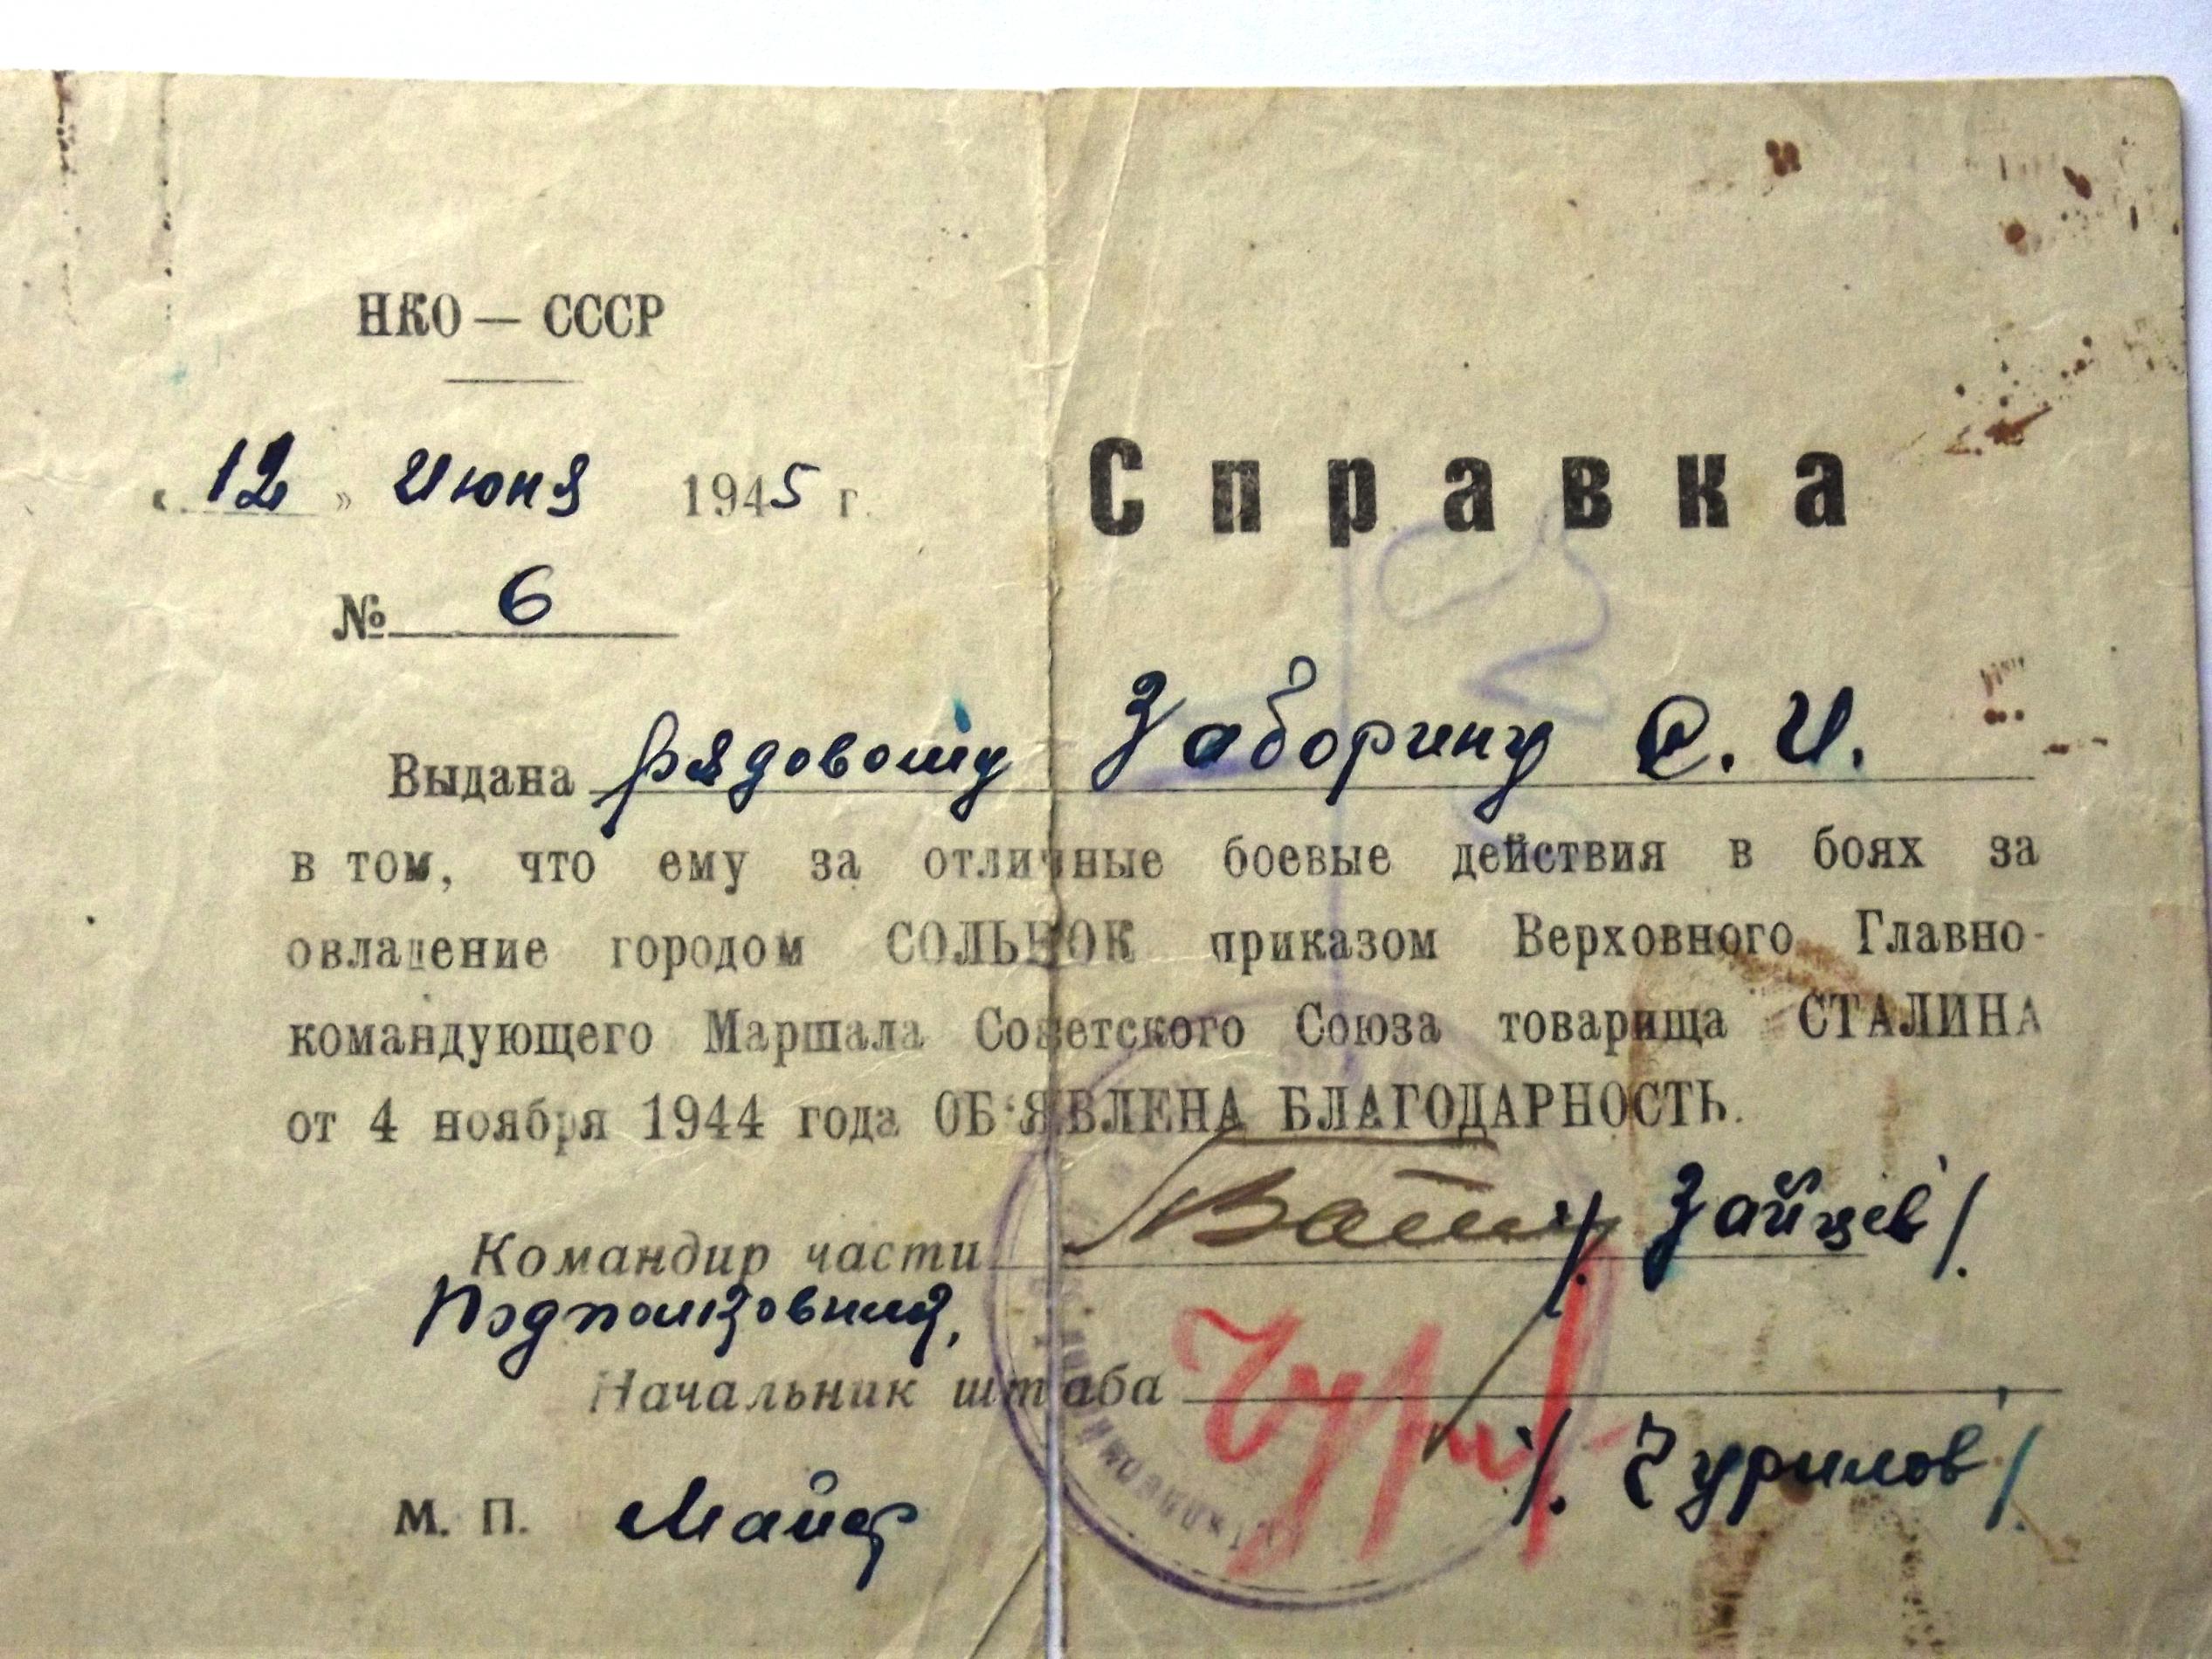 НКО — СССР
« 12 » Июня 1945 г.
Справка
№ 6
Выдана рядовому Заборину С. И.
в том, что ему за отличные боевые действия в боях за
овладение городом СОЛЬНОК приказом Верховного Главно-
командующего Маршала Советского Союза товарища СТАЛИНА
от 4 ноября 1944 года ОБ'ЯВЛЕНА БЛАГОДАРНОСТЬ.
Командир части /. Зайцев /.
Подполковник,
Начальник штаба
/. Чурилов /.
М. П. Майор